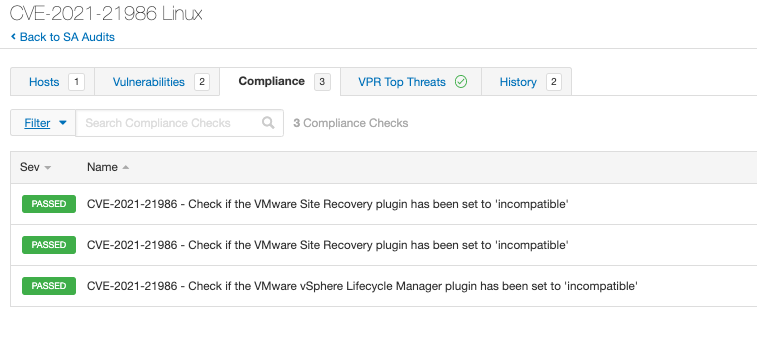 CVE-2021-21986 Linux
Back to SA Audits
Hosts 1 Vulnerabilities 2 Compliance 3 VPR Top Threats History 2
Filter Search Compliance Checks 3 Compliance Checks
Sev Name
PASSED CVE-2021-21986 - Check if the VMware Site Recovery plugin has been set to 'incompatible'
PASSED CVE-2021-21986 - Check if the VMware Site Recovery plugin has been set to 'incompatible'
PASSED CVE-2021-21986 - Check if the VMware vSphere Lifecycle Manager plugin has been set to 'incompatible'